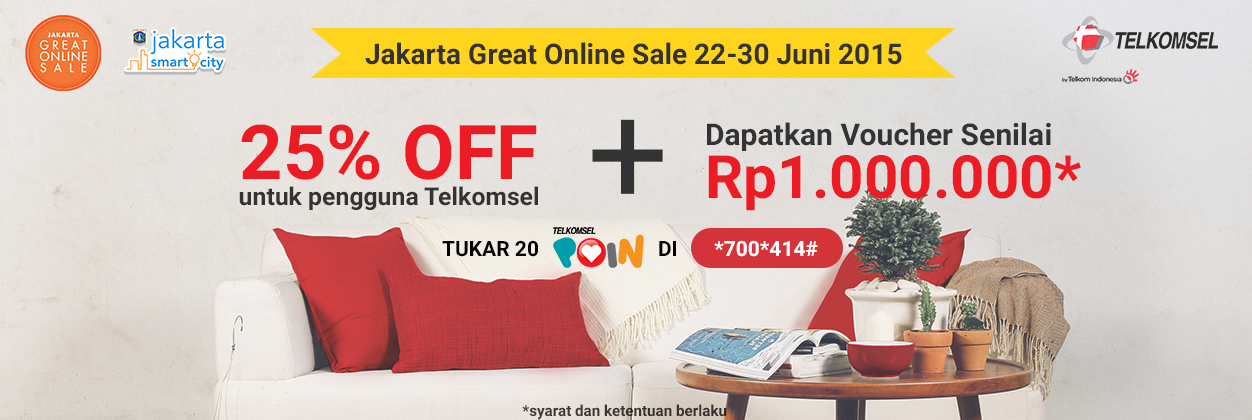 JAKARTA
GREAT
ONLINE
SALE
jakarta
smart city
Jakarta Great Online Sale 22-30 Juni 2015
TELKOMSEL
by Telkom Indonesia
25% OFF
untuk pengguna Telkomsel
+
Dapatkan Voucher Senilai
Rp1.000.000*
TUKAR 20 TELKOMSEL POIN DI *700*414#
*syarat dan ketentuan berlaku